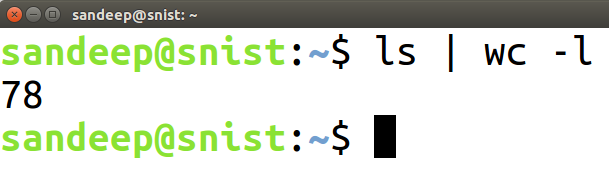 sandeep@snist: ~
sandeep@snist:~$ ls | wc -l
78
sandeep@snist:~$